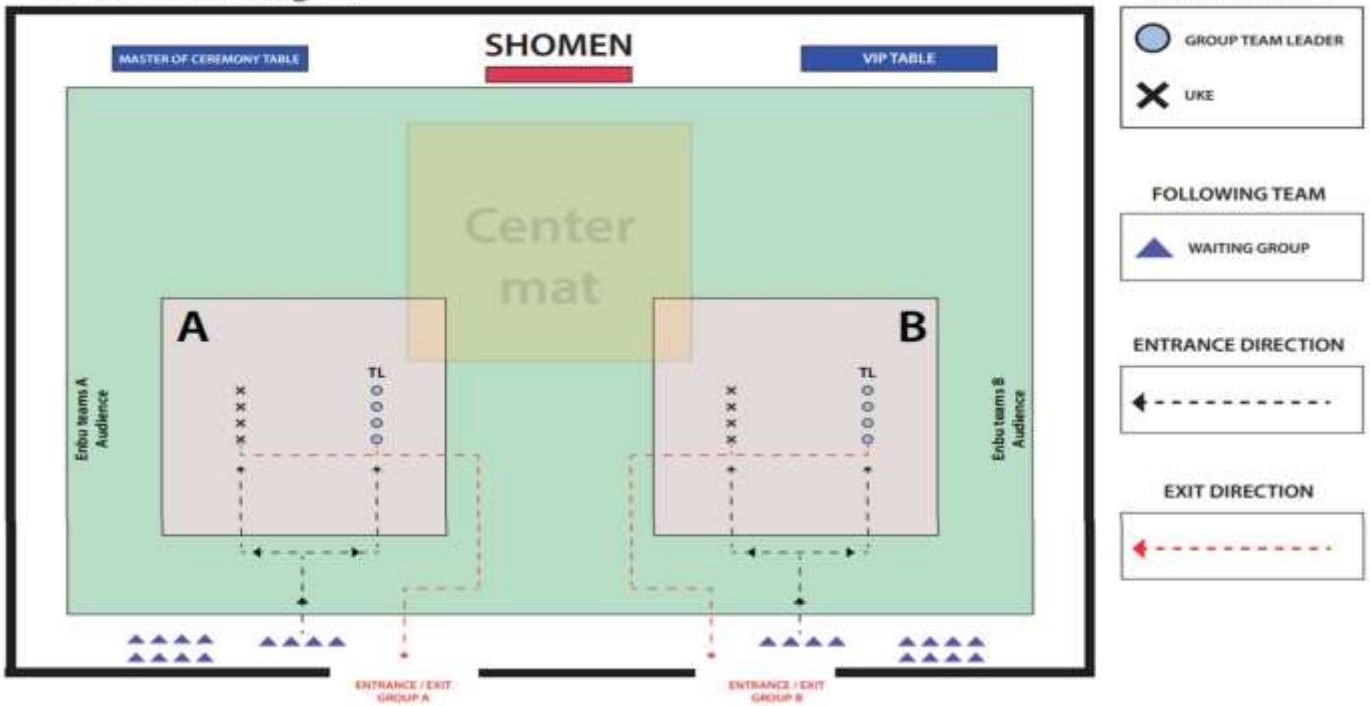 SHOMEN
MASTER OF CEREMONY TABLE
VIP TABLE
Center
mat
A
B
TL
TL
Enbu teams A
Audience
Enbu teams B
Audience
ENTRANCE / EXIT
GROUP A
ENTRANCE / EXIT
GROUP B
GROUP TEAM LEADER
UKE
FOLLOWING TEAM
WAITING GROUP
ENTRANCE DIRECTION
EXIT DIRECTION